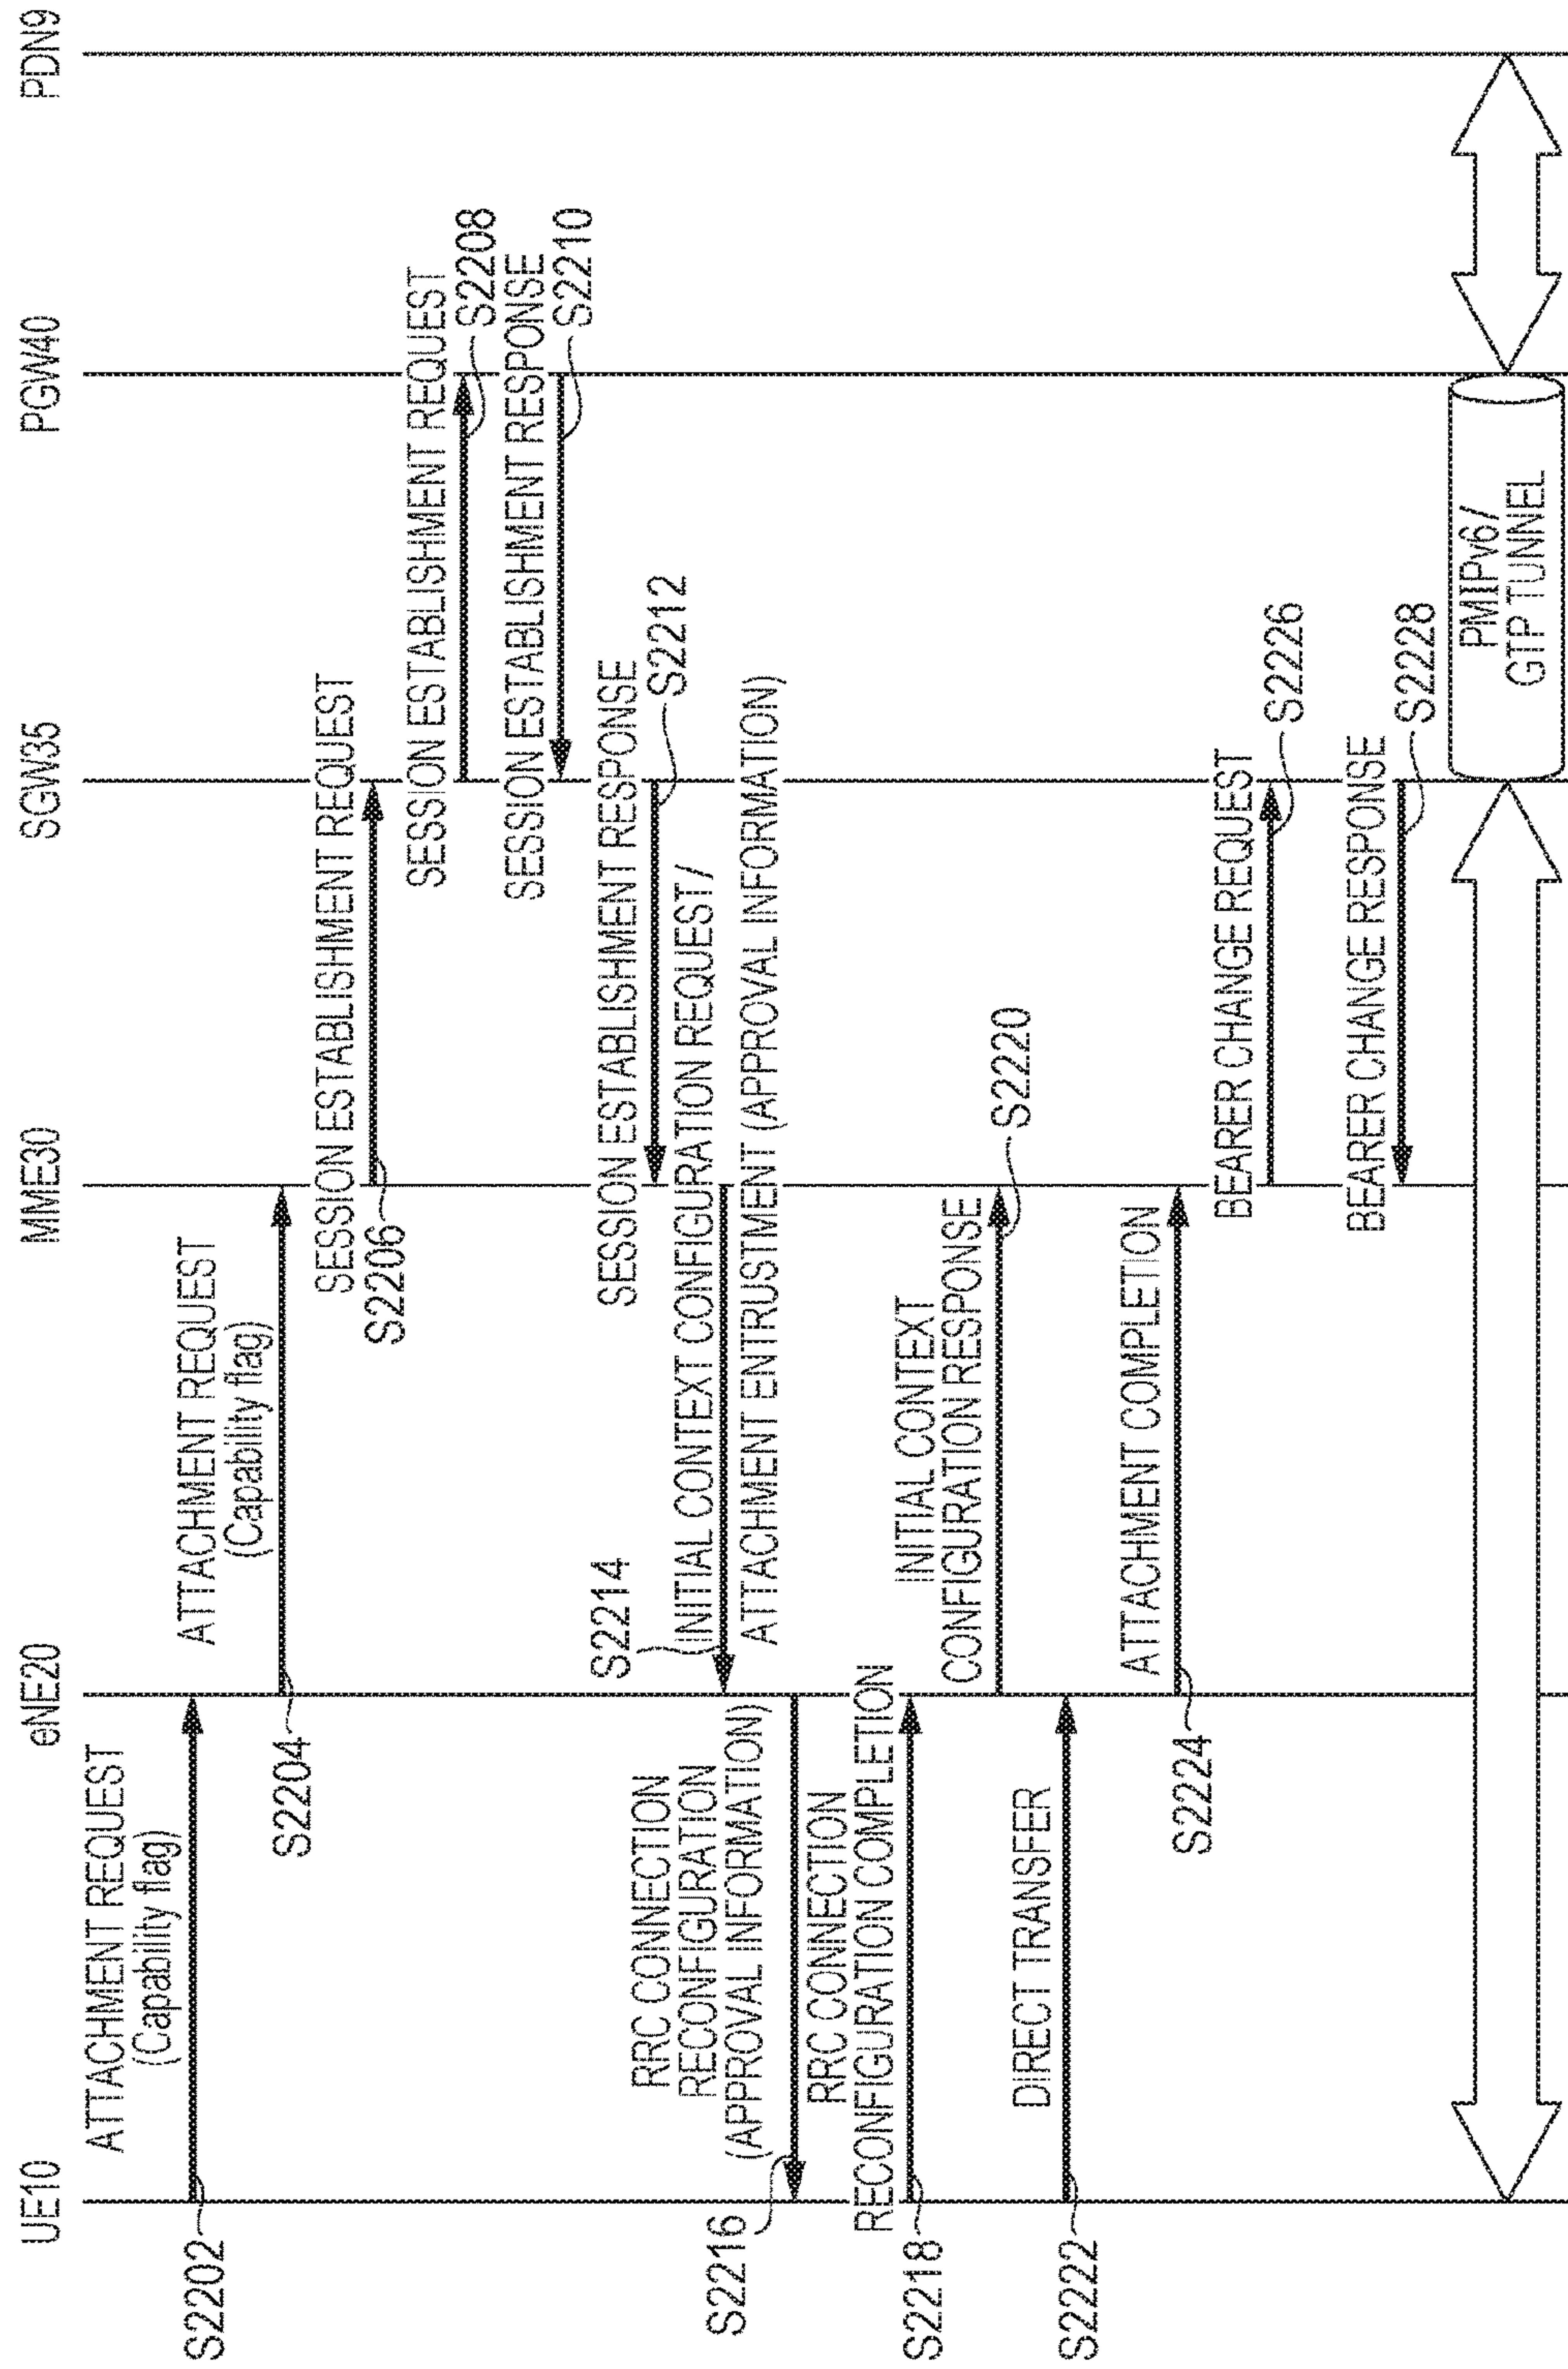 UE10
eNE20
MME30
SGW35
PGW40
PDN9
ATTACHMENT REQUEST
(Capability flag)
S2202
ATTACHMENT REQUEST
(Capability flag)
S2204
SESSION ESTABLISHMENT REQUEST
S2206
SESSION ESTABLISHMENT REQUEST
S2208
SESSION ESTABLISHMENT RESPONSE
S2210
SESSION ESTABLISHMENT RESPONSE
S2212
S2214
INITIAL CONTEXT CONFIGURATION REQUEST/
ATTACHMENT ENTRUSTMENT (APPROVAL INFORMATION)
RRC CONNECTION
RECONFIGURATION
(APPROVAL INFORMATION)
S2216
RRC CONNECTION
RECONFIGURATION COMPLETION
S2218
INITIAL CONTEXT
CONFIGURATION RESPONSE
S2220
DIRECT TRANSFER
S2222
ATTACHMENT COMPLETION
S2224
BEARER CHANGE REQUEST
S2226
BEARER CHANGE RESPONSE
S2228
PMIPv6/
GTP TUNNEL